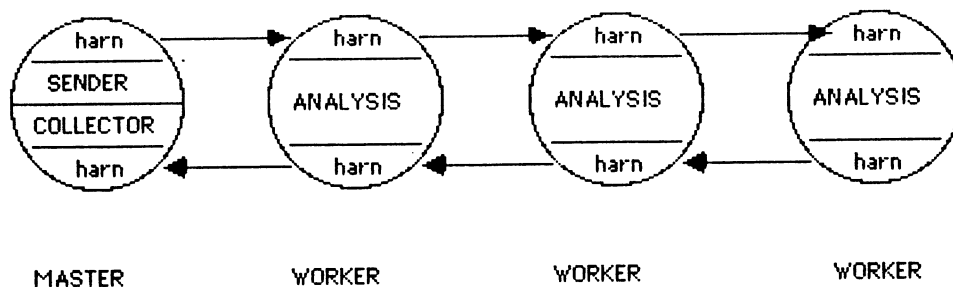 harn harn harn harn
SENDER
ANALYSIS ANALYSIS ANALYSIS
COLLECTOR
harn harn harn harn
MASTER WORKER WORKER WORKER